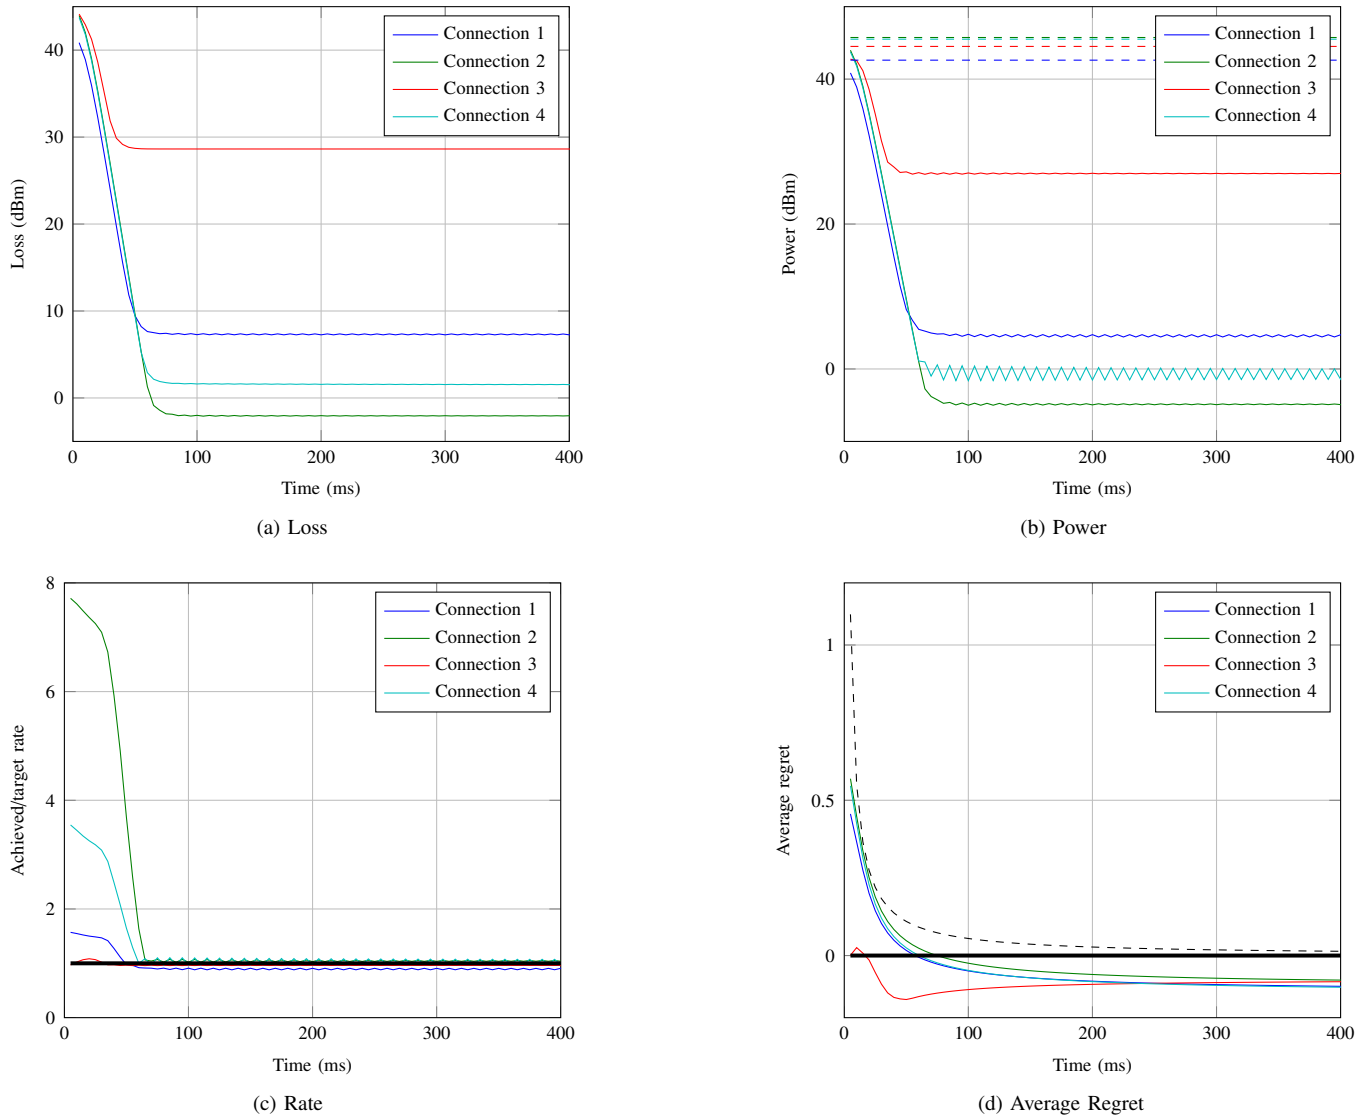 40
30
20
10
0
Loss (dBm)
0
100
200
300
400
Time (ms)
Connection 1
Connection 2
Connection 3
Connection 4
(a) Loss
40
20
0
Power (dBm)
0
100
200
300
400
Time (ms)
Connection 1
Connection 2
Connection 3
Connection 4
(b) Power
8
6
4
2
0
Achieved/target rate
0
100
200
300
400
Time (ms)
Connection 1
Connection 2
Connection 3
Connection 4
(c) Rate
1
0.5
0
Average regret
0
100
200
300
400
Time (ms)
Connection 1
Connection 2
Connection 3
Connection 4
(d) Average Regret